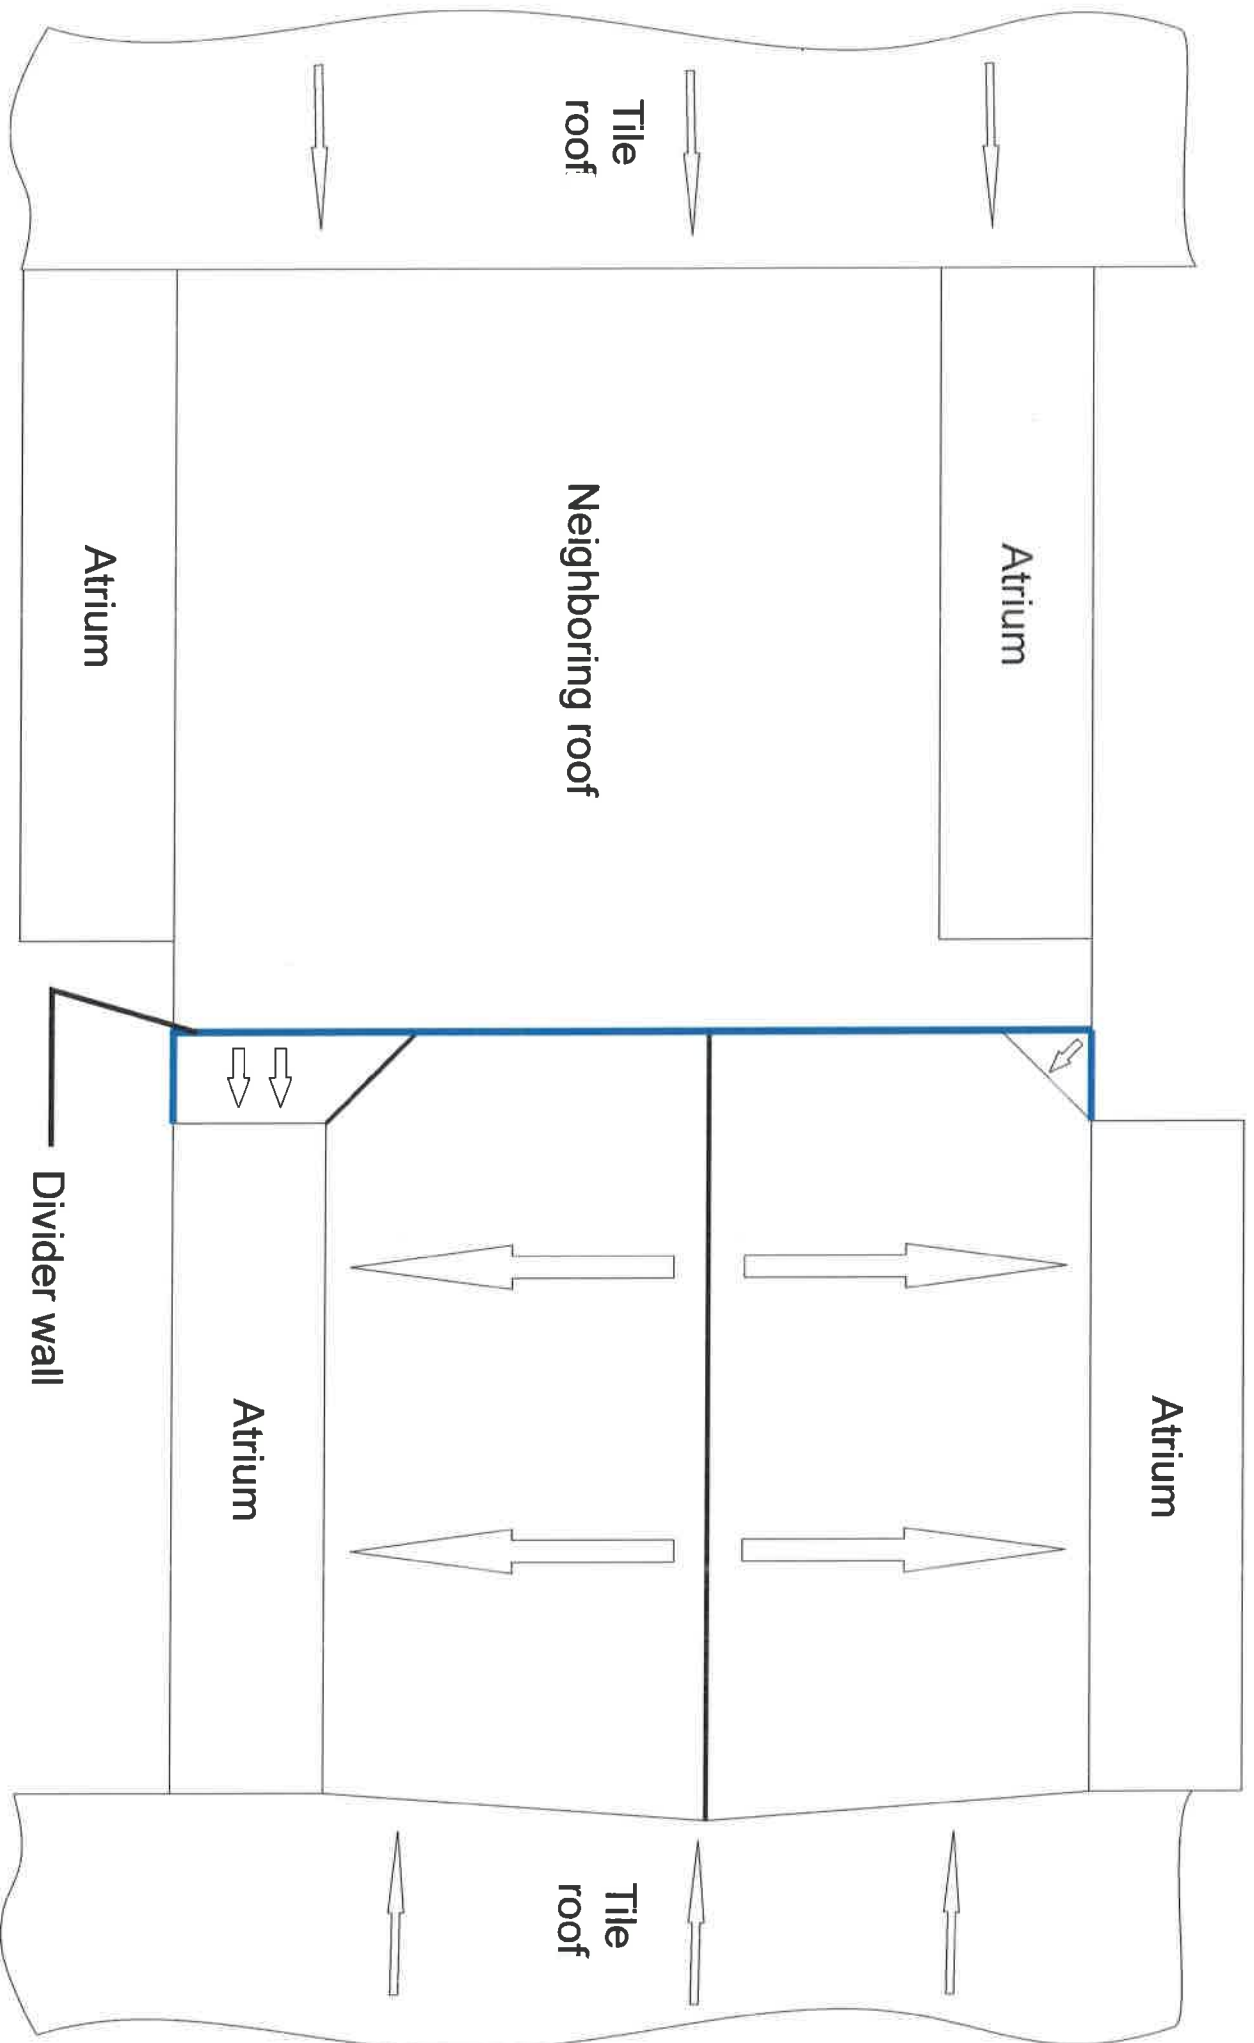 Tile
roof
Atrium
Neighboring roof
Atrium
Divider wall
Atrium
Atrium
Tile
roof